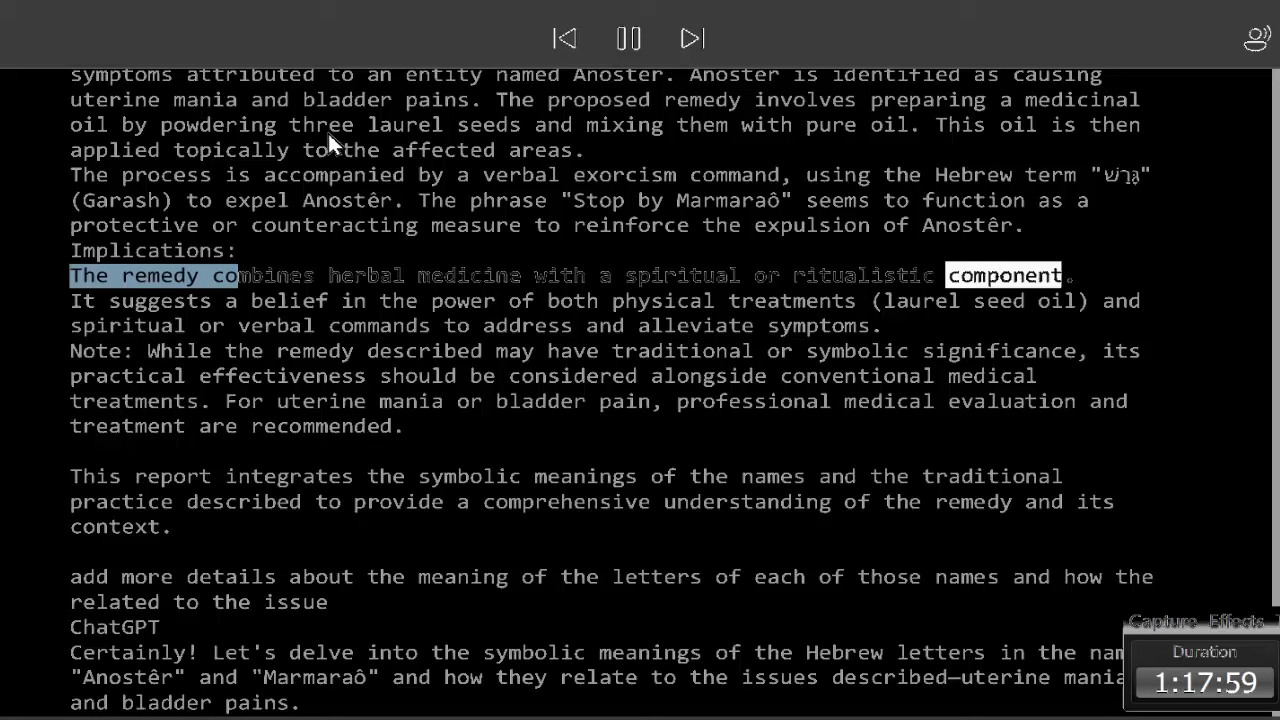 symptoms attributed to an entity named Anostêr. Anostêr is identified as causing
uterine mania and bladder pains. The proposed remedy involves preparing a medicinal
oil by powdering three laurel seeds and mixing them with pure oil. This oil is then
applied topically to the affected areas.
The process is accompanied by a verbal exorcism command, using the Hebrew term "גָּרַשׁ"
(Garash) to expel Anostêr. The phrase "Stop by Marmaraô" seems to function as a
protective or counteracting measure to reinforce the expulsion of Anostêr.
Implications:
The remedy combines herbal medicine with a spiritual or ritualistic component.
It suggests a belief in the power of both physical treatments (laurel seed oil) and
spiritual or verbal commands to address and alleviate symptoms.
Note: While the remedy described may have traditional or symbolic significance, its
practical effectiveness should be considered alongside conventional medical
treatments. For uterine mania or bladder pain, professional medical evaluation and
treatment are recommended.
This report integrates the symbolic meanings of the names and the traditional
practice described to provide a comprehensive understanding of the remedy and its
context.
add more details about the meaning of the letters of each of those names and how the
related to the issue
ChatGPT
Certainly! Let's delve into the symbolic meanings of the Hebrew letters in the
"Anostêr" and "Marmaraô" and how they relate to the issues described—uterine mania
and bladder pains.
Capture Effects
Duration
1:17:59